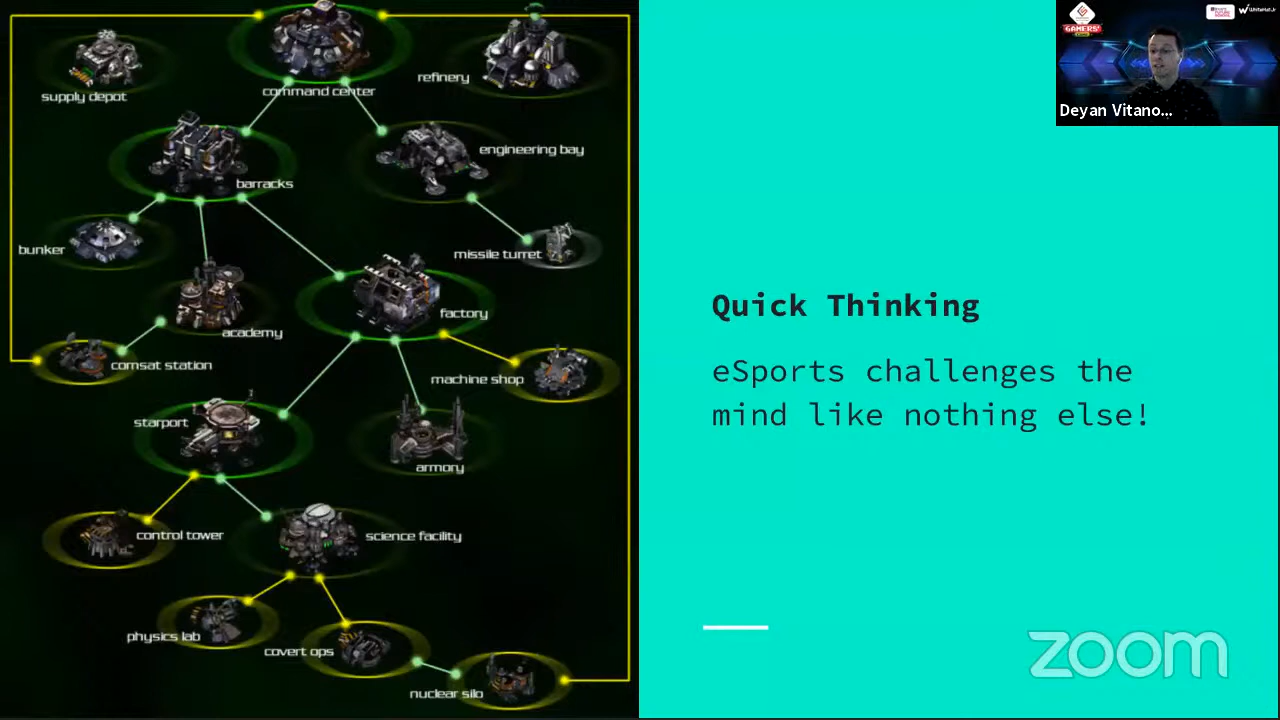 supply depot
command center
refinery
barracks
engineering bay
bunker
missile turret
academy
factory
comsat station
machine shop
starport
armory
control tower
science facility
physics lab
covert ops
nuclear silo
Quick Thinking
eSports challenges the
mind like nothing else!
GAMERS'
WhiteHat Jr
Deyan Vitano...
zoom